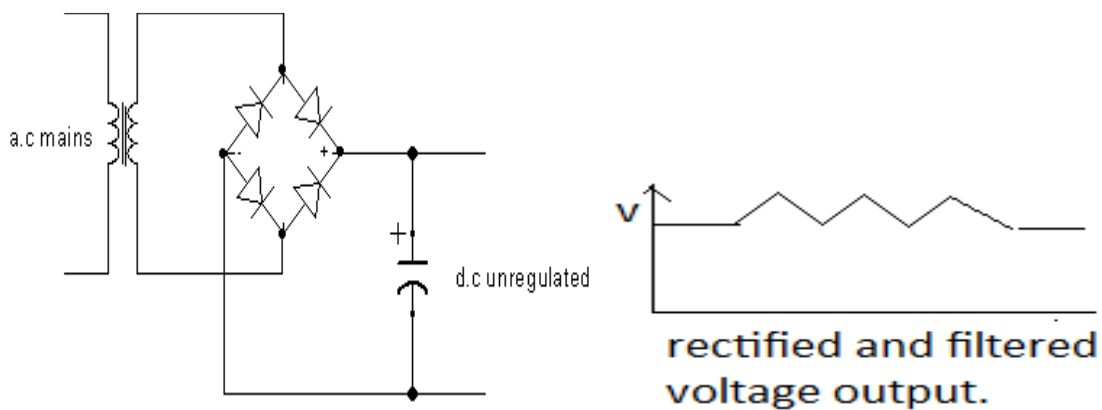 a.c mains
-
+
+
d.c unregulated
V
rectified and filtered
voltage output.